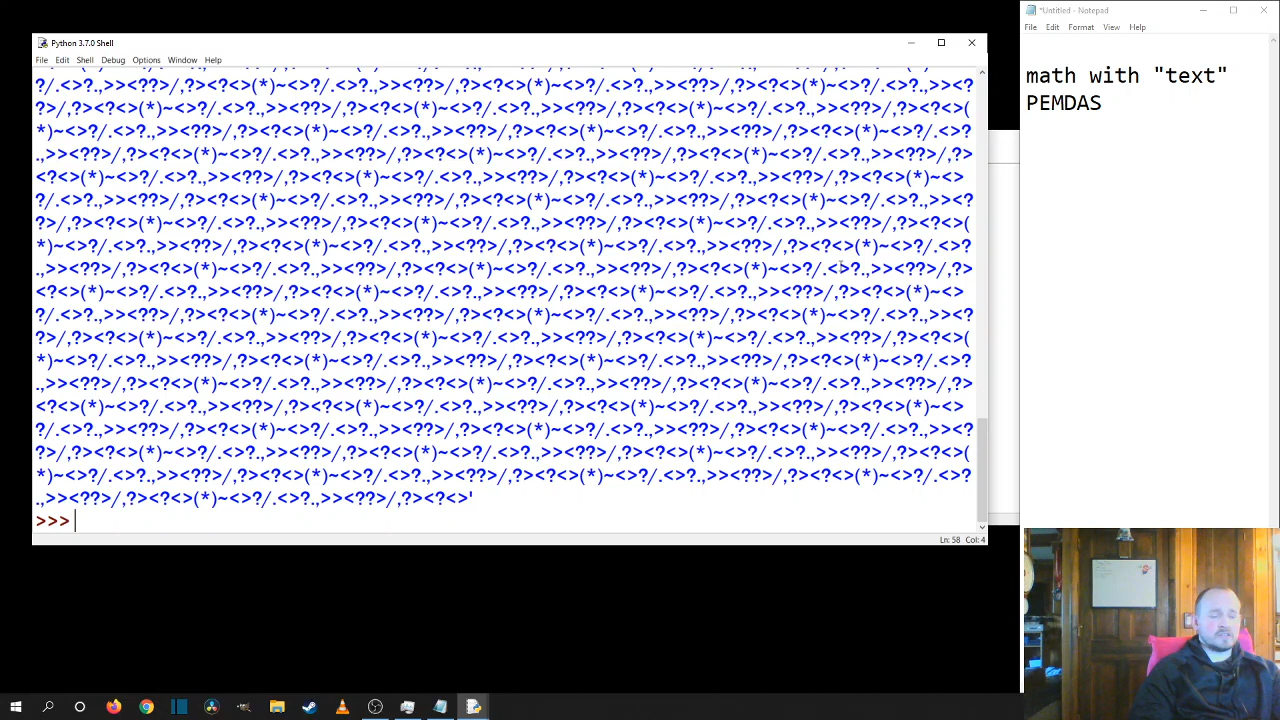 Python 3.7.0 Shell
File Edit Shell Debug Options Window Help
?/.<>?.,>><??>/,?><?<>(*)~<>?/.<>?.,>><??>/,?><?<>(*)~<>?/.<>?.,>><??>/,?><?<>(*)~<>?/.<>?.,>><?
?>/,?><?<>(*)~<>?/.<>?.,>><??>/,?><?<>(*)~<>?/.<>?.,>><??>/,?><?<>(*)~<>?/.<>?.,>><??>/,?><?<>(
*)~<>?/.<>?.,>><??>/,?><?<>(*)~<>?/.<>?.,>><??>/,?><?<>(*)~<>?/.<>?.,>><??>/,?><?<>(*)~<>?/.<>?
.,>><??>/,?><?<>(*)~<>?/.<>?.,>><??>/,?><?<>(*)~<>?/.<>?.,>><??>/,?><?<>(*)~<>?/.<>?.,>><??>/,?>
<?<>(*)~<>?/.<>?.,>><??>/,?><?<>(*)~<>?/.<>?.,>><??>/,?><?<>(*)~<>?/.<>?.,>><??>/,?><?<>(*)~<>
?/.<>?.,>><??>/,?><?<>(*)~<>?/.<>?.,>><??>/,?><?<>(*)~<>?/.<>?.,>><??>/,?><?<>(*)~<>?/.<>?.,>><?
?>/,?><?<>(*)~<>?/.<>?.,>><??>/,?><?<>(*)~<>?/.<>?.,>><??>/,?><?<>(*)~<>?/.<>?.,>><??>/,?><?<>(
*)~<>?/.<>?.,>><??>/,?><?<>(*)~<>?/.<>?.,>><??>/,?><?<>(*)~<>?/.<>?.,>><??>/,?><?<>(*)~<>?/.<>?
.,>><??>/,?><?<>(*)~<>?/.<>?.,>><??>/,?><?<>(*)~<>?/.<>?.,>><??>/,?><?<>(*)~<>?/.<>?.,>><??>/,?>
<?<>(*)~<>?/.<>?.,>><??>/,?><?<>(*)~<>?/.<>?.,>><??>/,?><?<>(*)~<>?/.<>?.,>><??>/,?><?<>(*)~<>
?/.<>?.,>><??>/,?><?<>(*)~<>?/.<>?.,>><??>/,?><?<>(*)~<>?/.<>?.,>><??>/,?><?<>(*)~<>?/.<>?.,>><?
?>/,?><?<>(*)~<>?/.<>?.,>><??>/,?><?<>(*)~<>?/.<>?.,>><??>/,?><?<>(*)~<>?/.<>?.,>><??>/,?><?<>(
*)~<>?/.<>?.,>><??>/,?><?<>(*)~<>?/.<>?.,>><??>/,?><?<>(*)~<>?/.<>?.,>><??>/,?><?<>(*)~<>?/.<>?
.,>><??>/,?><?<>(*)~<>?/.<>?.,>><??>/,?><?<>(*)~<>?/.<>?.,>><??>/,?><?<>(*)~<>?/.<>?.,>><??>/,?>
<?<>(*)~<>?/.<>?.,>><??>/,?><?<>(*)~<>?/.<>?.,>><??>/,?><?<>(*)~<>?/.<>?.,>><??>/,?><?<>(*)~<>
?/.<>?.,>><??>/,?><?<>(*)~<>?/.<>?.,>><??>/,?><?<>(*)~<>?/.<>?.,>><??>/,?><?<>(*)~<>?/.<>?.,>><?
?>/,?><?<>(*)~<>?/.<>?.,>><??>/,?><?<>(*)~<>?/.<>?.,>><??>/,?><?<>(*)~<>?/.<>?.,>><??>/,?><?<>(
*)~<>?/.<>?.,>><??>/,?><?<>(*)~<>?/.<>?.,>><??>/,?><?<>(*)~<>?/.<>?.,>><??>/,?><?<>(*)~<>?/.<>?
.,>><??>/,?><?<>(*)~<>?/.<>?.,>><??>/,?><?<>'
>>>
Ln: 58 Col: 4
*Untitled - Notepad
File Edit Format View Help
math with "text"
PEMDAS